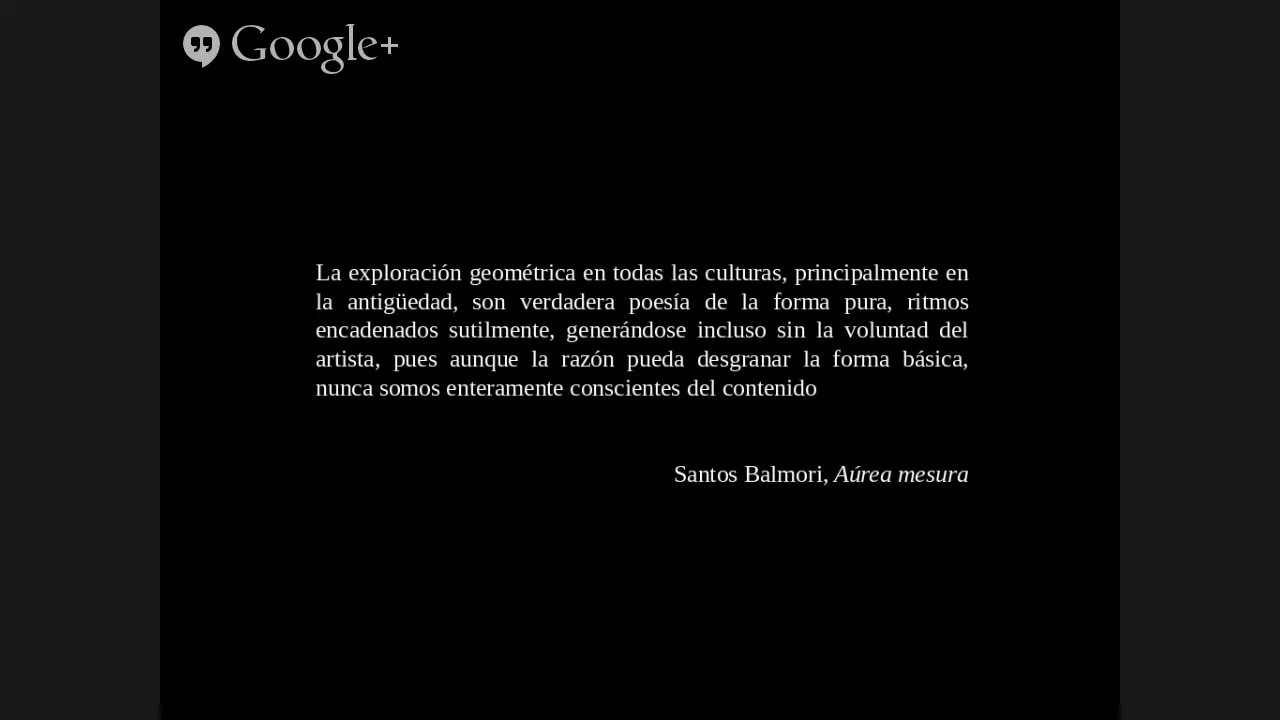 Google+
La exploración geométrica en todas las culturas, principalmente en
la antigüedad, son verdadera poesía de la forma pura, ritmos
encadenados sutilmente, generándose incluso sin la voluntad del
artista, pues aunque la razón pueda desgranar la forma básica,
nunca somos enteramente conscientes del contenido
Santos Balmori, Aúrea mesura